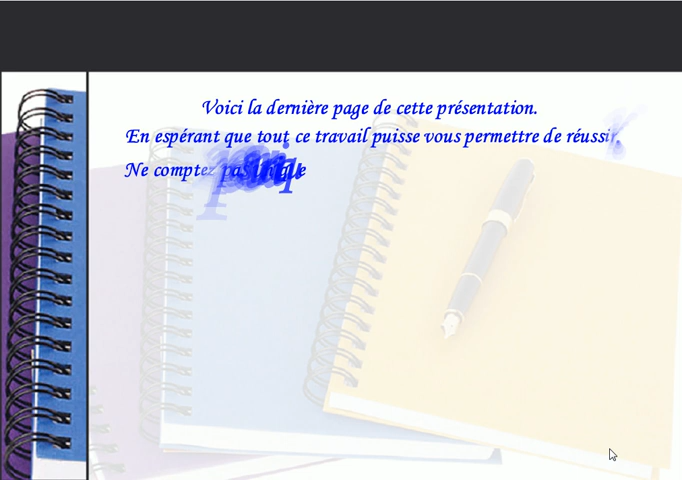 Voici la dernière page de cette présentation.
En espérant que tout ce travail puisse vous permettre de réussir.
Ne comptez pas